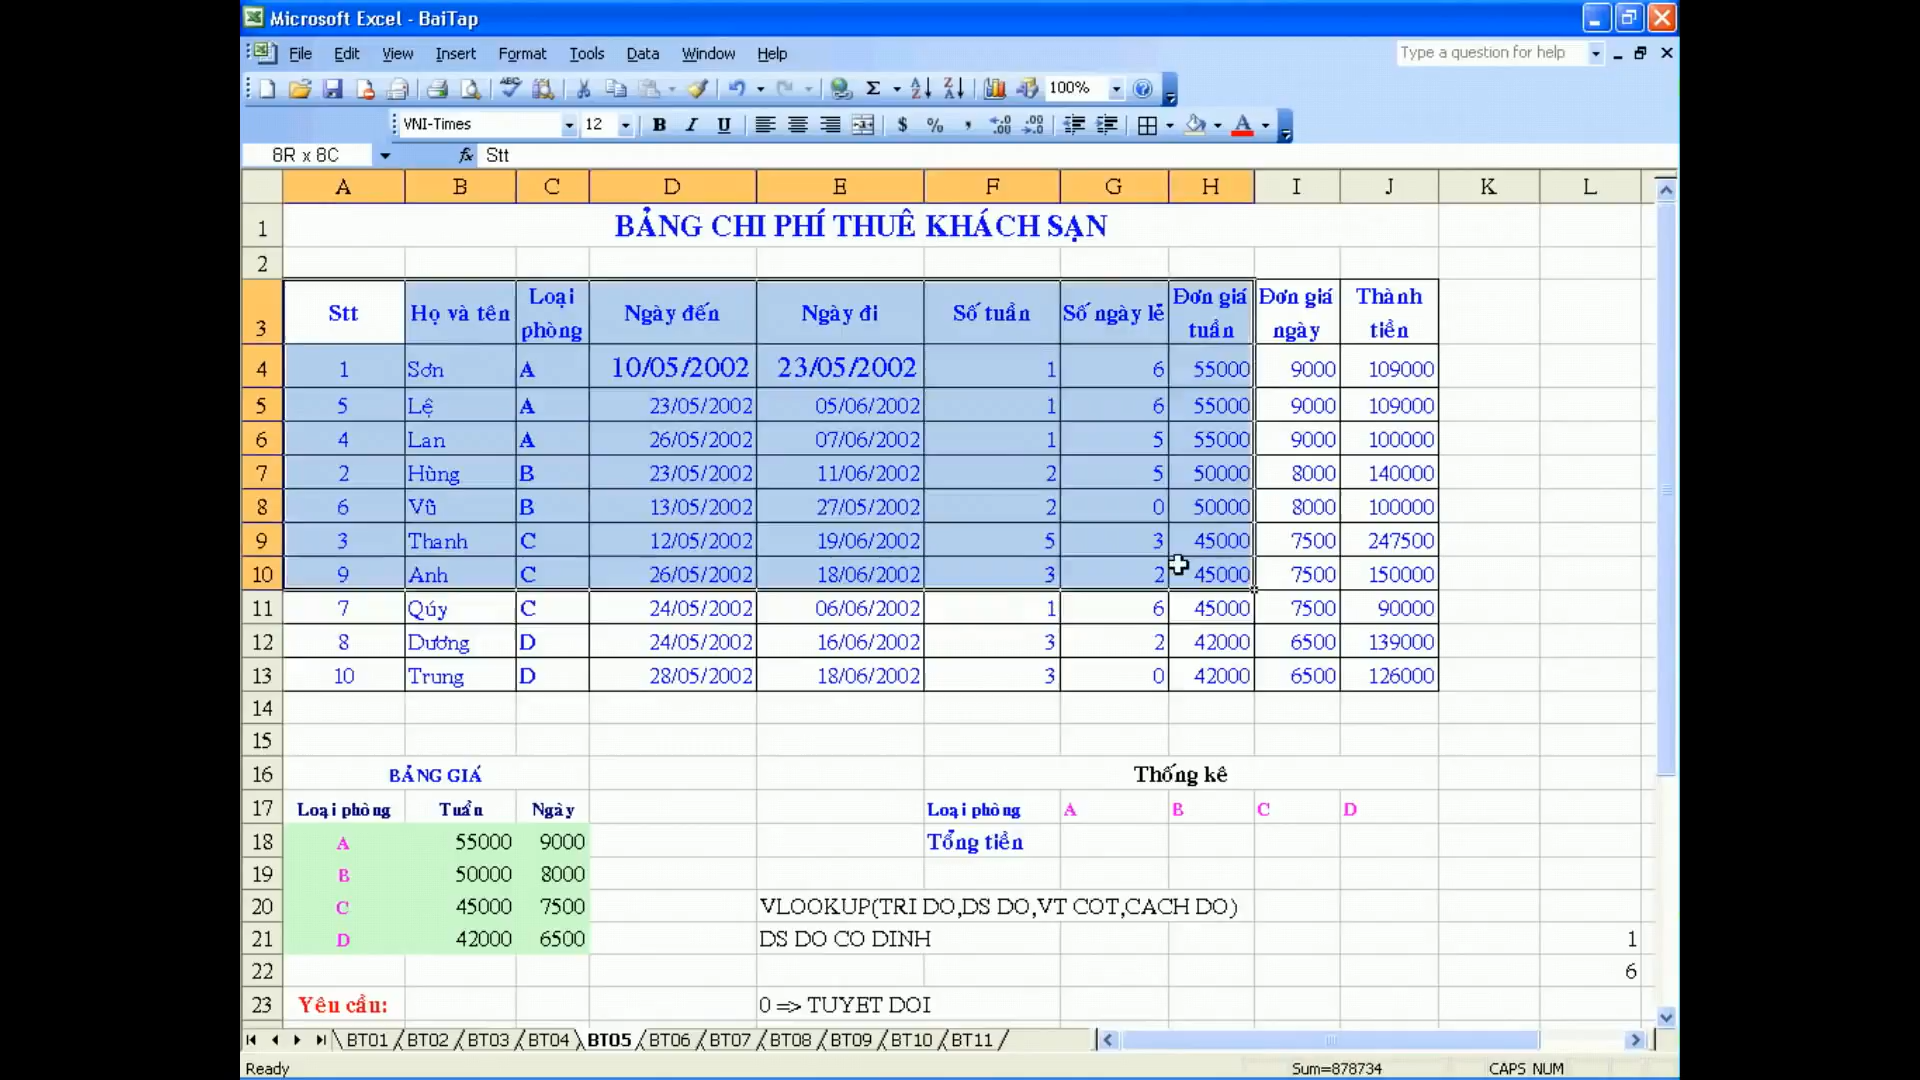 Microsoft Excel - BaiTap
File Edit View Insert Format Tools Data Window Help
Type a question for help
100%
VNI-Times 12 B I U $ % ,
8R x 8C fx Stt
A B C D E F G H I J K L
1 BẢNG CHI PHÍ THUÊ KHÁCH SẠN
2
3 Stt Họ và tên Loại phòng Ngày đến Ngày đi Số tuần Số ngày lẻ Đơn giá tuần Đơn giá ngày Thành tiền
4 1 Sơn A 10/05/2002 23/05/2002 1 6 55000 9000 109000
5 5 Lệ A 23/05/2002 05/06/2002 1 6 55000 9000 109000
6 4 Lan A 26/05/2002 07/06/2002 1 5 55000 9000 100000
7 2 Hùng B 23/05/2002 11/06/2002 2 5 50000 8000 140000
8 6 Vũ B 13/05/2002 27/05/2002 2 0 50000 8000 100000
9 3 Thanh C 12/05/2002 19/06/2002 5 3 45000 7500 247500
10 9 Anh C 26/05/2002 18/06/2002 3 2 45000 7500 150000
11 7 Qúy C 24/05/2002 06/06/2002 1 6 45000 7500 90000
12 8 Dương D 24/05/2002 16/06/2002 3 2 42000 6500 139000
13 10 Trung D 28/05/2002 18/06/2002 3 0 42000 6500 126000
14
15
16 BẢNG GIÁ Thống kê
17 Loại phòng Tuần Ngày Loại phòng A B C D
18 A 55000 9000 Tổng tiền
19 B 50000 8000
20 C 45000 7500 VLOOKUP(TRI DO,DS DO,VT COT,CACH DO)
21 D 42000 6500 DS DO CO DINH 1
22 6
23 Yêu cầu: 0 => TUYET DOI
BT01 BT02 BT03 BT04 BT05 BT06 BT07 BT08 BT09 BT10 BT11
Ready Sum=878734 CAPS NUM